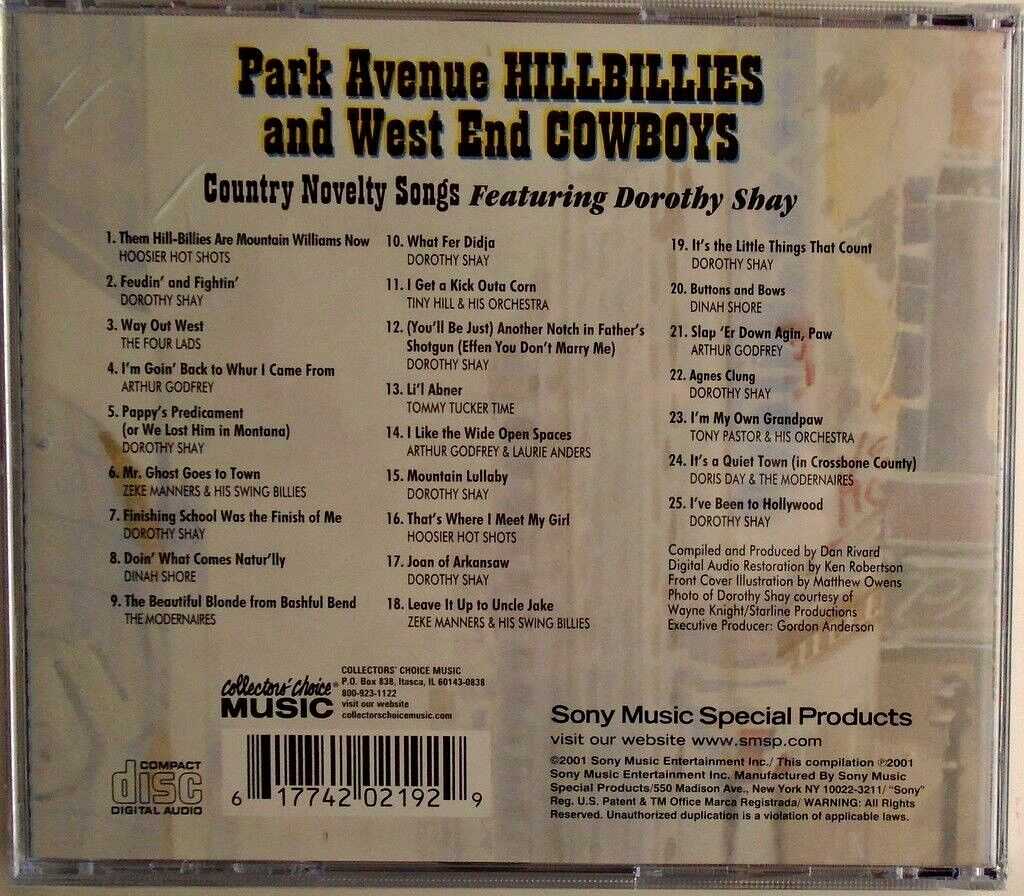 Park Avenue HILLBILLIES
and West End COWBOYS
Country Novelty Songs Featuring Dorothy Shay
1. Them Hill-Billies Are Mountain Williams Now
HOOSIER HOT SHOTS
2. Feudin' and Fightin'
DOROTHY SHAY
3. Way Out West
THE FOUR LADS
4. I'm Goin' Back to Whur I Came From
ARTHUR GODFREY
5. Pappy's Predicament
(or We Lost Him in Montana)
DOROTHY SHAY
6. Mr. Ghost Goes to Town
ZEKE MANNERS & HIS SWING BILLIES
7. Finishing School Was the Finish of Me
DOROTHY SHAY
8. Doin' What Comes Natur'lly
DINAH SHORE
9. The Beautiful Blonde from Bashful Bend
THE MODERNAIRES
10. What Fer Didja
DOROTHY SHAY
11. I Get a Kick Outa Corn
TINY HILL & HIS ORCHESTRA
12. (You'll Be Just) Another Notch in Father's
Shotgun (Effen You Don't Marry Me)
DOROTHY SHAY
13. Li'l Abner
TOMMY TUCKER TIME
14. I Like the Wide Open Spaces
ARTHUR GODFREY & LAURIE ANDERS
15. Mountain Lullaby
DOROTHY SHAY
16. That's Where I Meet My Girl
HOOSIER HOT SHOTS
17. Joan of Arkansaw
DOROTHY SHAY
18. Leave It Up to Uncle Jake
ZEKE MANNERS & HIS SWING BILLIES
19. It's the Little Things That Count
DOROTHY SHAY
20. Buttons and Bows
DINAH SHORE
21. Slap 'Er Down Agin, Paw
ARTHUR GODFREY
22. Agnes Clung
DOROTHY SHAY
23. I'm My Own Grandpaw
TONY PASTOR & HIS ORCHESTRA
24. It's a Quiet Town (in Crossbone County)
DORIS DAY & THE MODERNAIRES
25. I've Been to Hollywood
DOROTHY SHAY
Compiled and Produced by Dan Rivard
Digital Audio Restoration by Ken Robertson
Front Cover Illustration by Matthew Owens
Photo of Dorothy Shay courtesy of
Wayne Knight/Starline Productions
Executive Producer: Gordon Anderson
Collectors' Choice®
MUSIC
COLLECTORS' CHOICE MUSIC
P.O. Box 838, Itasca, IL 60143-0838
800-923-1122
visit our website
collectorschoicemusic.com
COMPACT
disc
DIGITAL AUDIO
6 17742 02192 9
Sony Music Special Products
visit our website www.smsp.com
©2001 Sony Music Entertainment Inc./ This compilation ℗2001
Sony Music Entertainment Inc. Manufactured By Sony Music
Special Products/550 Madison Ave., New York NY 10022-3211/ "Sony"
Reg. U.S. Patent & TM Office Marca Registrada/ WARNING: All Rights
Reserved. Unauthorized duplication is a violation of applicable laws.